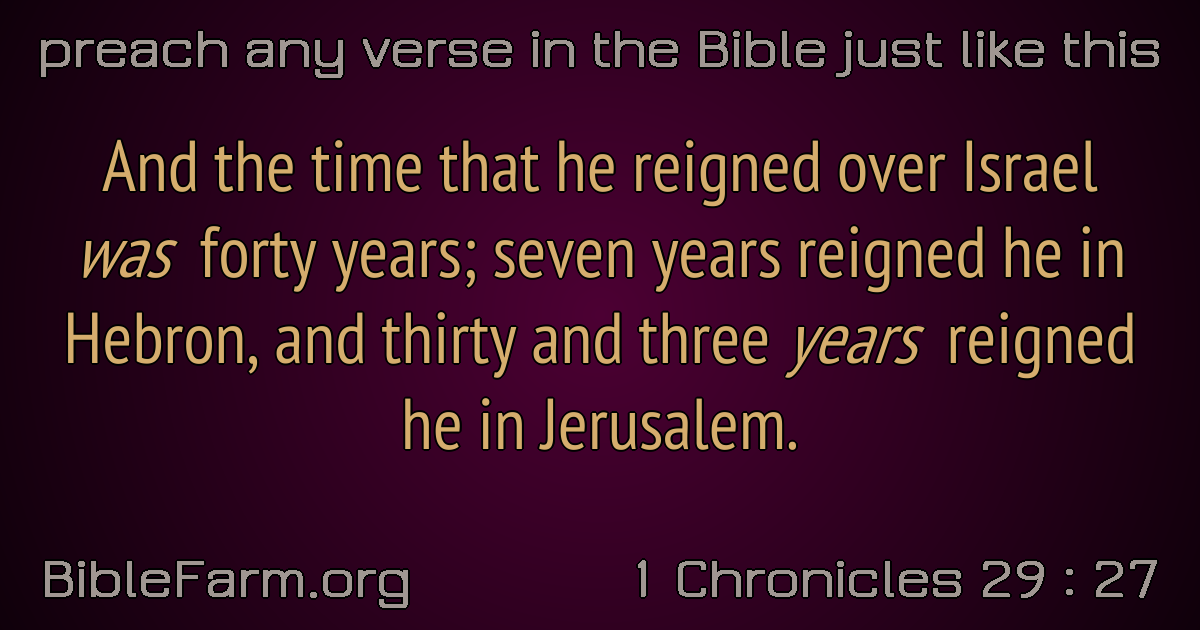 preach any verse in the Bible just like this
And the time that he reigned over Israel
was forty years; seven years reigned he in
Hebron, and thirty and three years reigned
he in Jerusalem.
BibleFarm.org
1 Chronicles 29 : 27